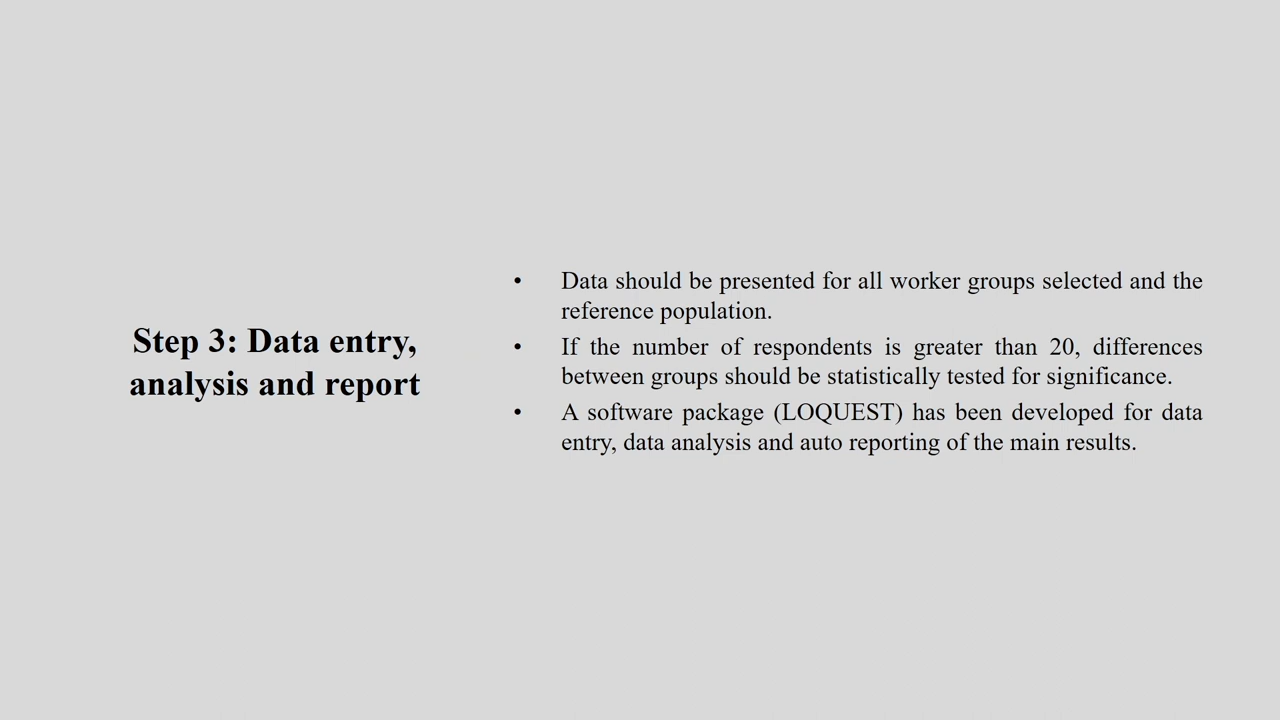 Step 3: Data entry,
analysis and report
• Data should be presented for all worker groups selected and the
reference population.
• If the number of respondents is greater than 20, differences
between groups should be statistically tested for significance.
• A software package (LOQUEST) has been developed for data
entry, data analysis and auto reporting of the main results.